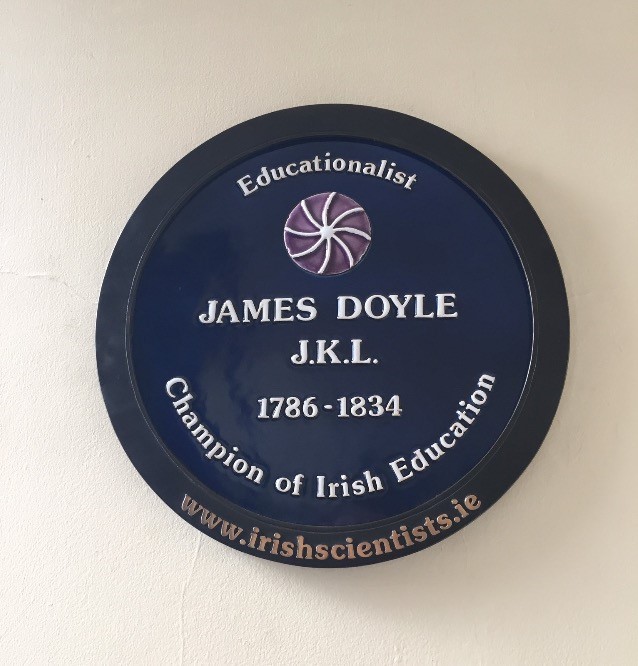 Educationalist
JAMES DOYLE
J.K.L.
1786-1834
Champion of Irish Education
www.irishscientists.ie